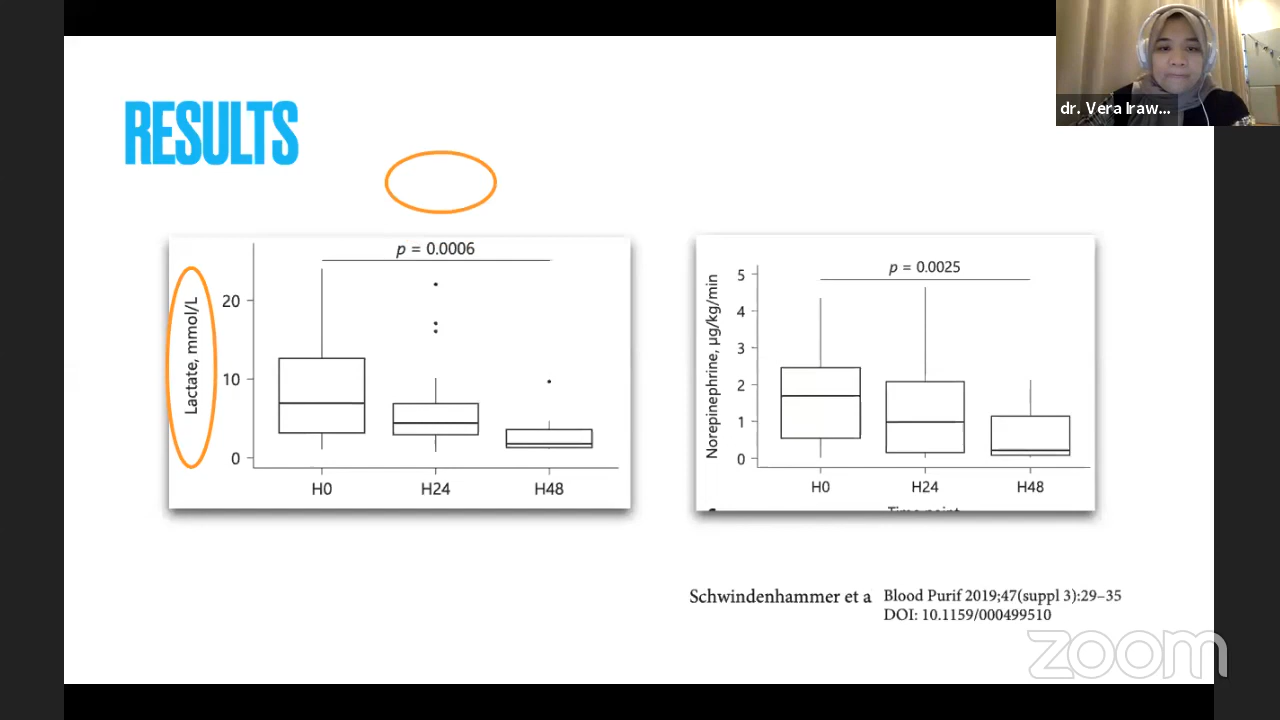 dr. Vera Iraw...
RESULTS
p = 0.0006
Lactate, mmol/L
20
10
0
H0 H24 H48
p = 0.0025
Norepinephrine, µg/kg/min
5
4
3
2
1
0
H0 H24 H48
Time point
Schwindenhammer et a
Blood Purif 2019;47(suppl 3):29–35
DOI: 10.1159/000499510
zoom